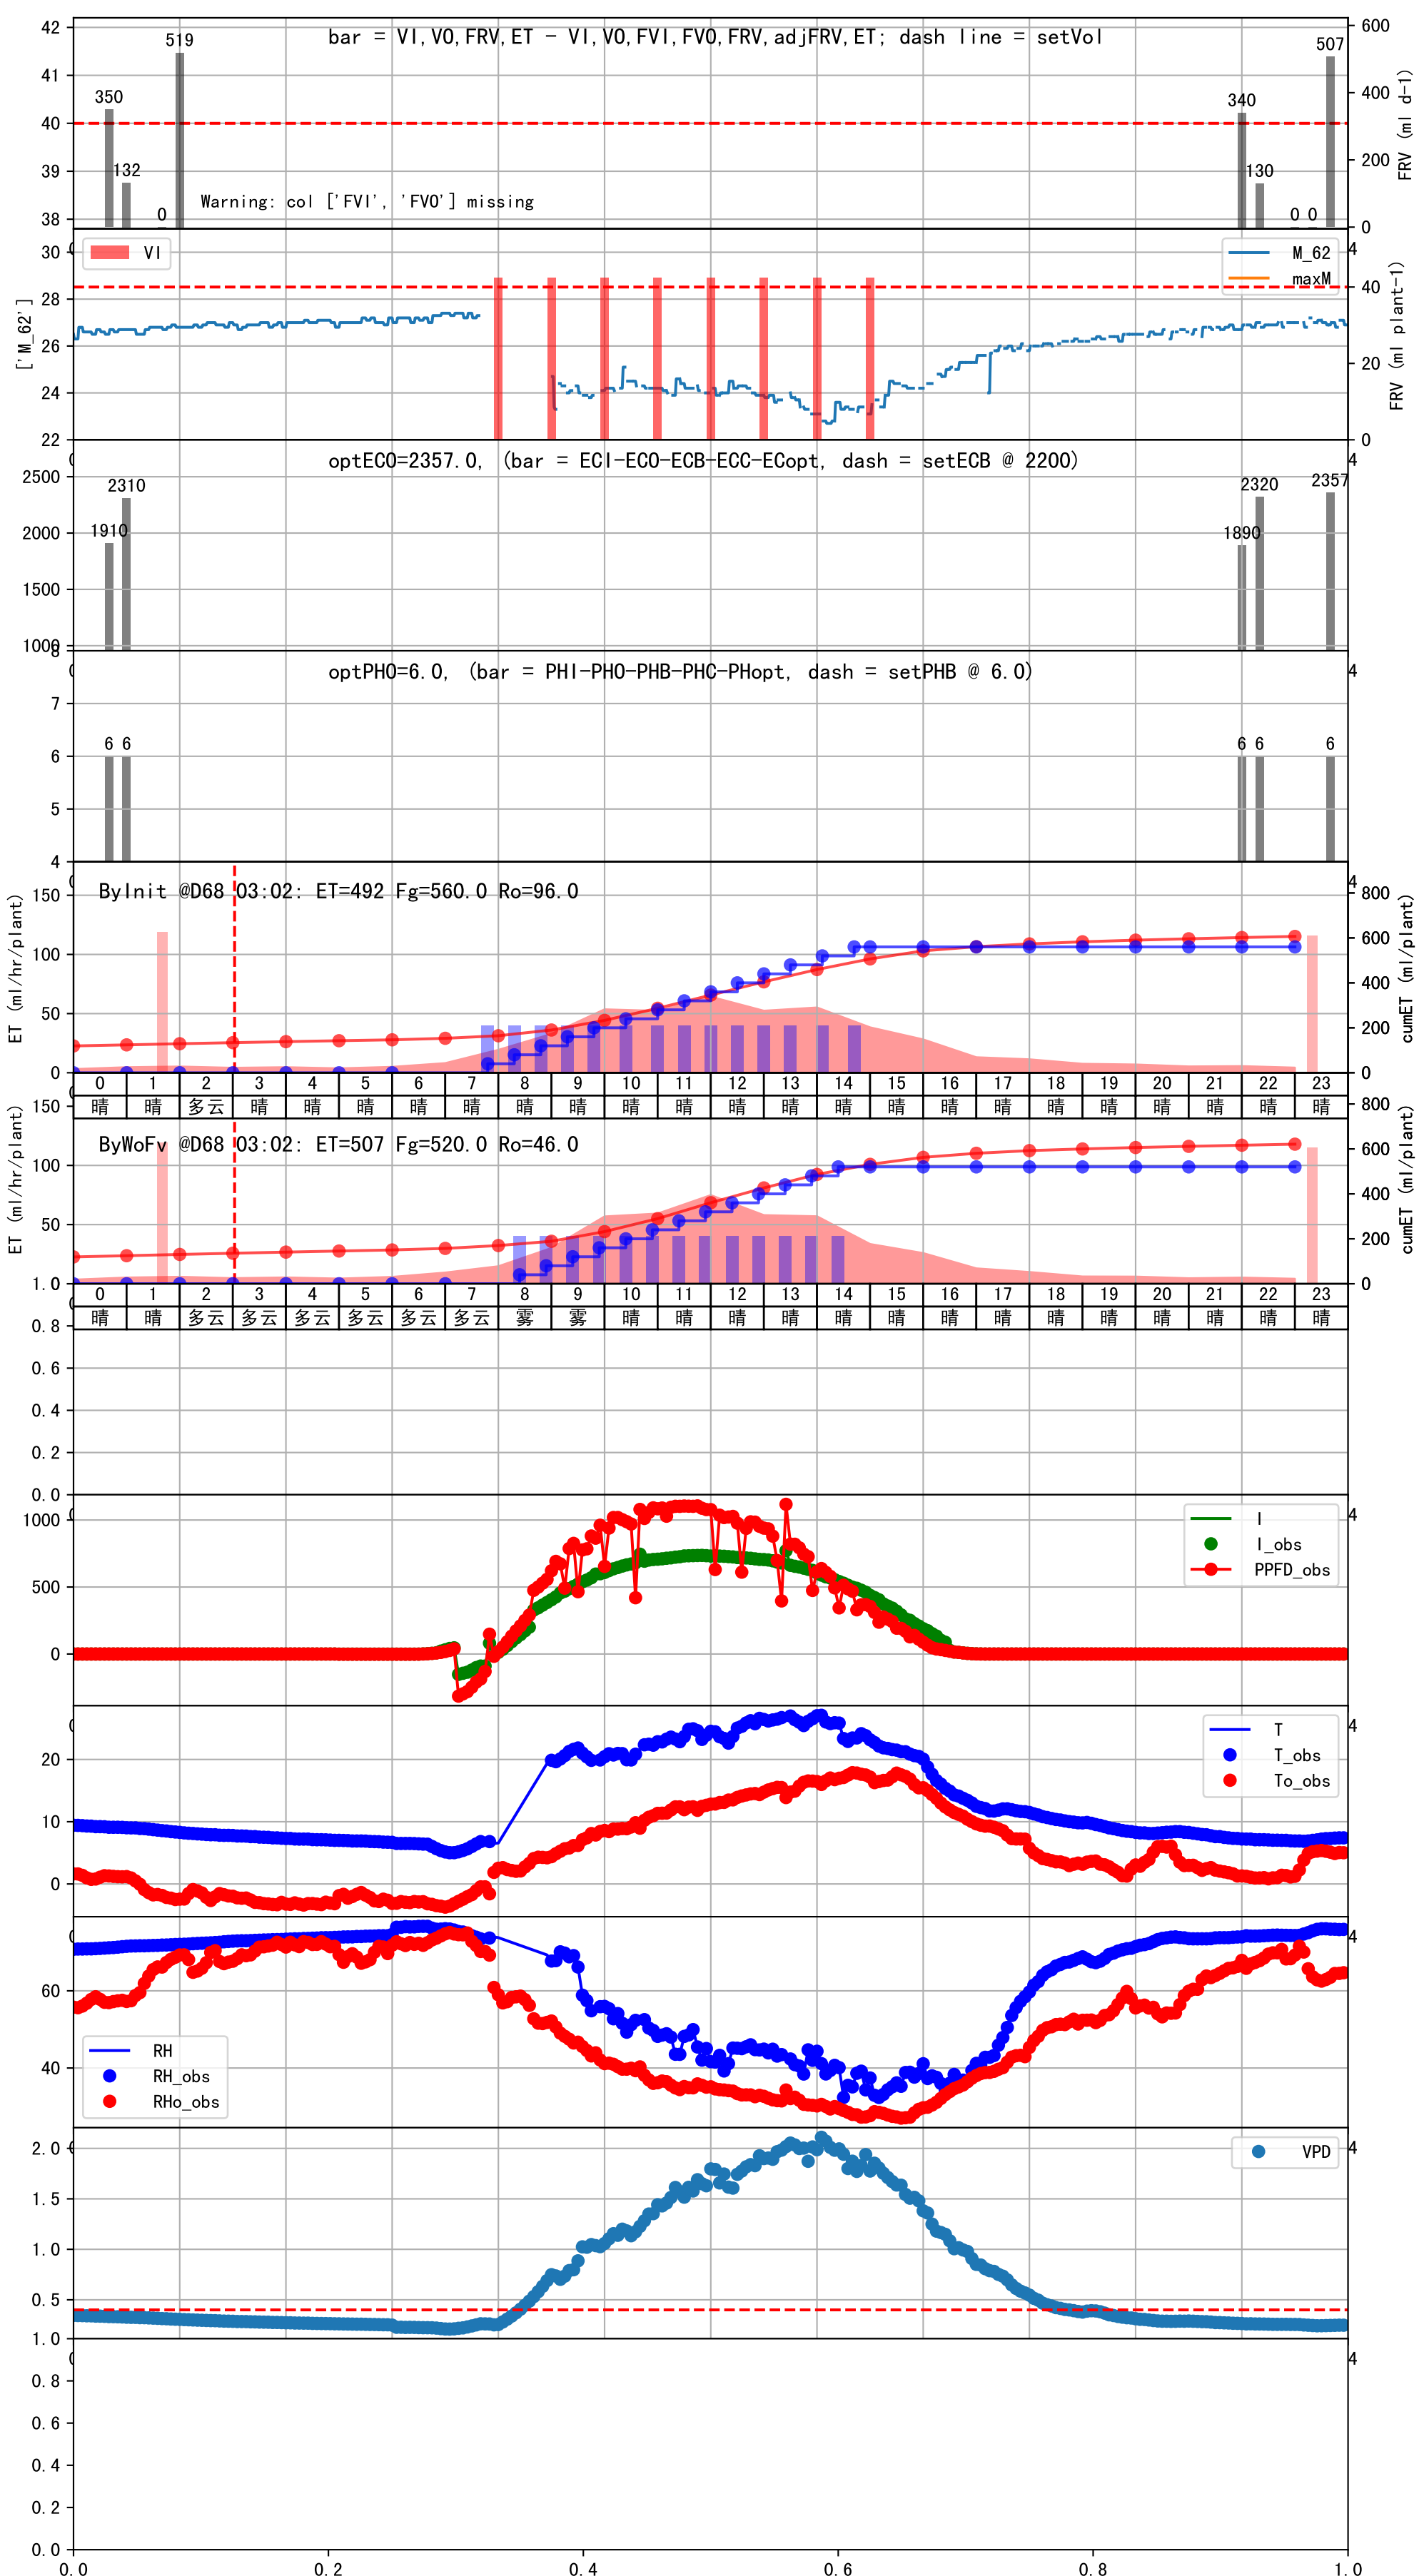 bar = VI,VO,FRV,ET - VI,VO,FVI,FVO,FRV,adjFRV,ET; dash line = setVol
42
41
40
39
38
350
132
0
519
340
130
0 0
507
Warning: col ['FVI', 'FVO'] missing
600
400
200
0
FRV (ml d-1)
VI
M_62
maxM
['M_62']
30
28
26
24
22
4
40
20
0
FRV (ml plant-1)
optECO=2357.0, (bar = ECI-ECO-ECB-ECC-ECopt, dash = setECB @ 2200)
2500
2000
1500
1000
1910
2310
1890
2320
2357
4
optPHO=6.0, (bar = PHI-PHO-PHB-PHC-PHopt, dash = setPHB @ 6.0)
8
7
6
5
4
6 6
6 6
6
4
ByInit @D68 03:02: ET=492 Fg=560.0 Ro=96.0
150
100
50
0
ET (ml/hr/plant)
4
800
600
400
200
0
cumET (ml/plant)
0 1 2 3 4 5 6 7 8 9 10 11 12 13 14 15 16 17 18 19 20 21 22 23
晴 晴 多云 晴 晴 晴 晴 晴 晴 晴 晴 晴 晴 晴 晴 晴 晴 晴 晴 晴 晴 晴 晴 晴
ByWoFv @D68 03:02: ET=507 Fg=520.0 Ro=46.0
150
100
50
ET (ml/hr/plant)
800
600
400
200
0
cumET (ml/plant)
0 1 2 3 4 5 6 7 8 9 10 11 12 13 14 15 16 17 18 19 20 21 22 23
晴 晴 多云 多云 多云 多云 多云 多云 雾 雾 晴 晴 晴 晴 晴 晴 晴 晴 晴 晴 晴 晴 晴 晴
1.0
0.8
0.6
0.4
0.2
0.0
1000
500
0
4
I
I_obs
PPFD_obs
20
10
0
4
T
T_obs
To_obs
60
40
4
RH
RH_obs
RHo_obs
2.0
1.5
1.0
0.5
4
VPD
1.0
0.8
0.6
0.4
0.2
0.0
4
0.0 0.2 0.4 0.6 0.8 1.0